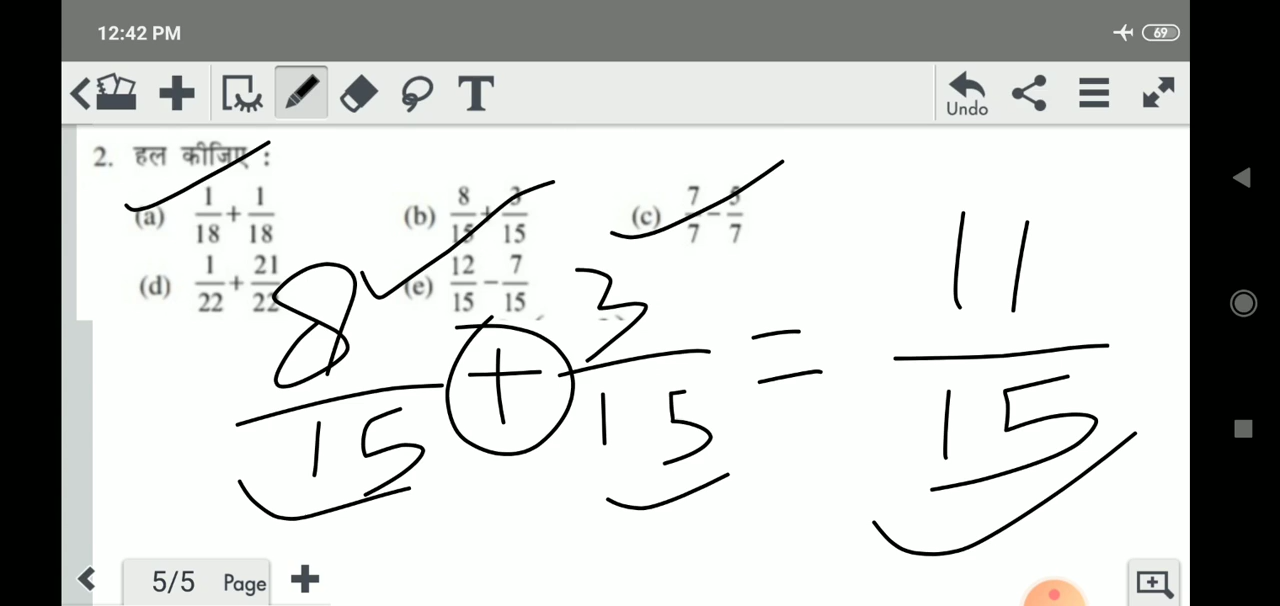 12:42 PM
69
T
Undo
2. हल कीजिए :
(a) 1/18 + 1/18 (b) 8/15 + 3/15 (c) 7/7 - 5/7
(d) 1/22 + 21/22 (e) 12/15 - 7/15
8/15 + 3/15 = 11/15
5/5 Page